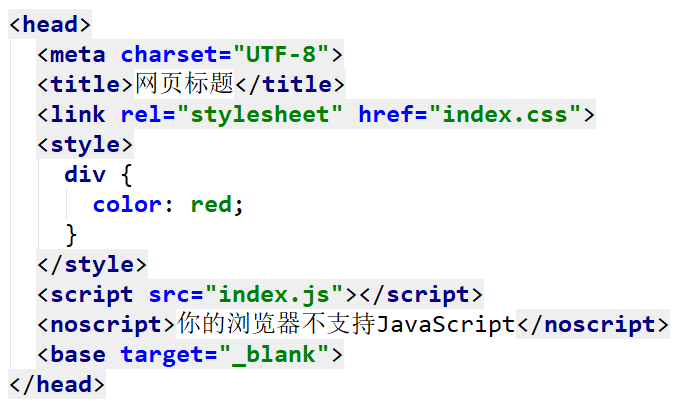 <head>
  <meta charset="UTF-8">
  <title>网页标题</title>
  <link rel="stylesheet" href="index.css">
  <style>
    div {
      color: red;
    }
  </style>
  <script src="index.js"></script>
  <noscript>你的浏览器不支持JavaScript</noscript>
  <base target="_blank">
</head>